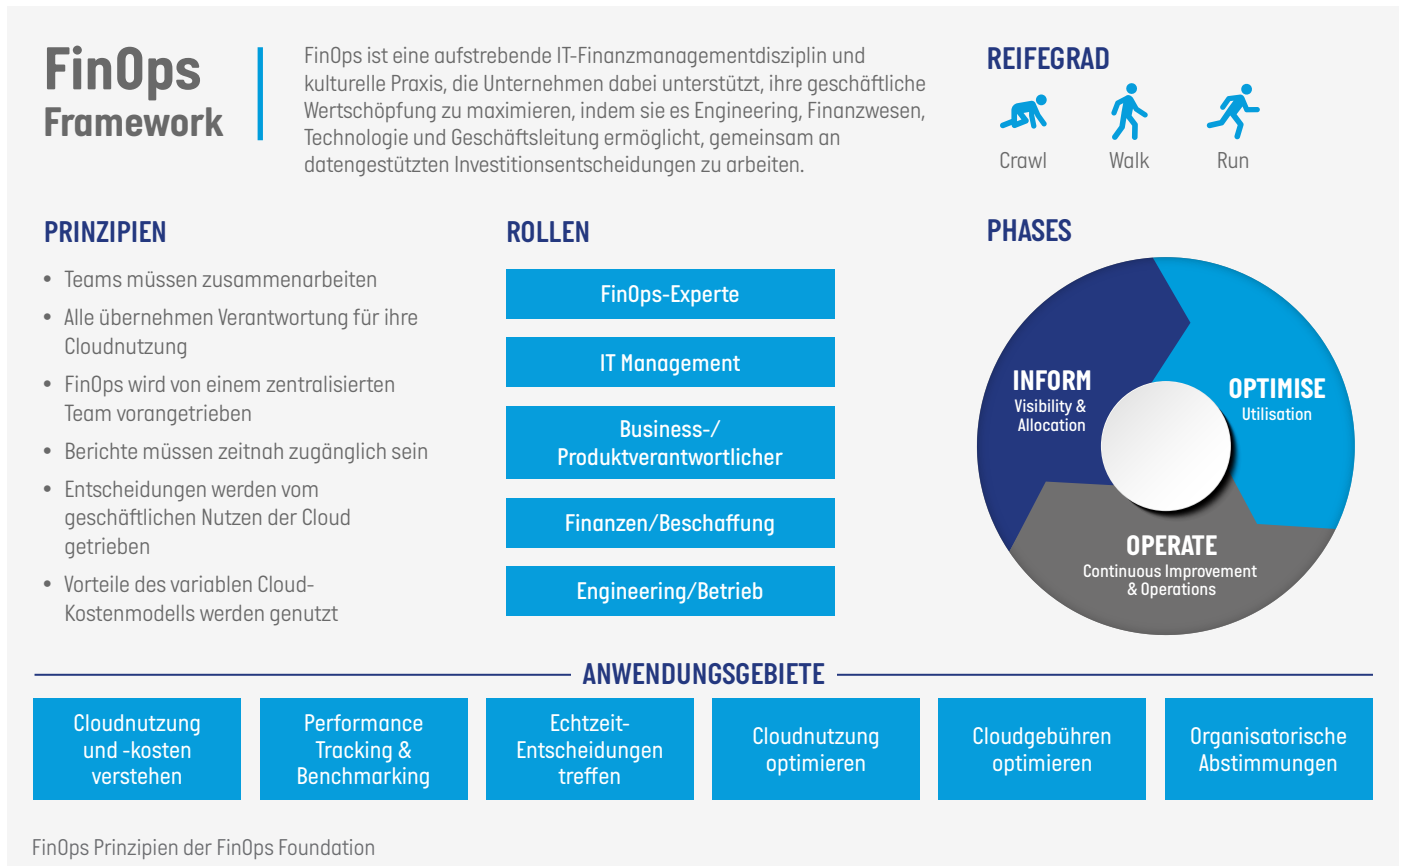 FinOps
Framework
FinOps ist eine aufstrebende IT-Finanzmanagementdisziplin und
kulturelle Praxis, die Unternehmen dabei unterstützt, ihre geschäftliche
Wertschöpfung zu maximieren, indem sie es Engineering, Finanzwesen,
Technologie und Geschäftsleitung ermöglicht, gemeinsam an
datengestützten Investitionsentscheidungen zu arbeiten.
REIFEGRAD
Crawl
Walk
Run
PRINZIPIEN
• Teams müssen zusammenarbeiten
• Alle übernehmen Verantwortung für ihre
Cloudnutzung
• FinOps wird von einem zentralisierten
Team vorangetrieben
• Berichte müssen zeitnah zugänglich sein
• Entscheidungen werden vom
geschäftlichen Nutzen der Cloud
getrieben
• Vorteile des variablen Cloud-
Kostenmodells werden genutzt
ROLLEN
FinOps-Experte
IT Management
Business-/
Produktverantwortlicher
Finanzen/Beschaffung
Engineering/Betrieb
PHASES
INFORM
Visibility &
Allocation
OPTIMISE
Utilisation
OPERATE
Continuous Improvement
& Operations
ANWENDUNGSGEBIETE
Cloudnutzung
und -kosten
verstehen
Performance
Tracking &
Benchmarking
Echtzeit-
Entscheidungen
treffen
Cloudnutzung
optimieren
Cloudgebühren
optimieren
Organisatorische
Abstimmungen
FinOps Prinzipien der FinOps Foundation